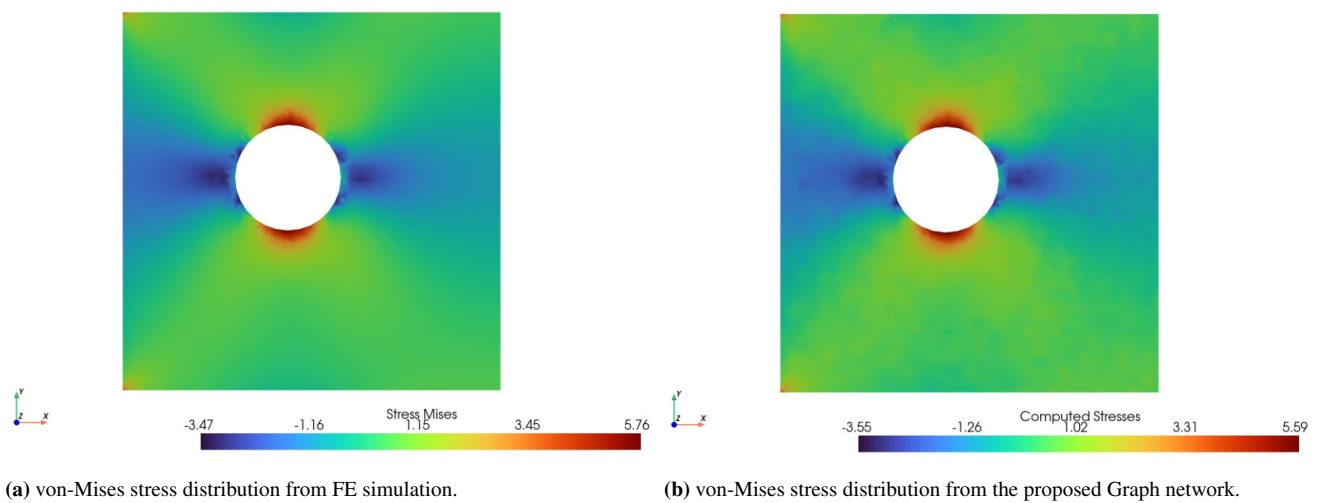 Y
Z X
Stress Mises
-3.47 -1.16 1.15 3.45 5.76
(a) von-Mises stress distribution from FE simulation.
Y
Z X
Computed Stresses
-3.55 -1.26 1.02 3.31 5.59
(b) von-Mises stress distribution from the proposed Graph network.